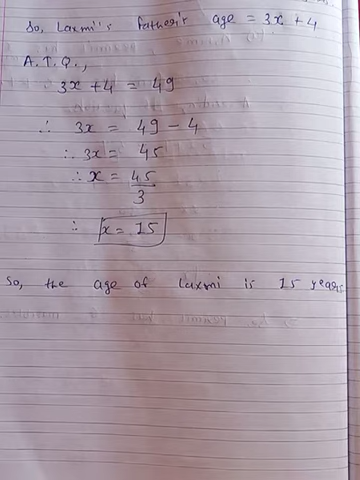 So, Laxmi's Father's age = 3x + 4
A.T.Q.,
3x + 4 = 49
∴ 3x = 49 - 4
∴ 3x = 45
∴ x = 45/3
∴ x = 15
So, the age of Laxmi is 15 years